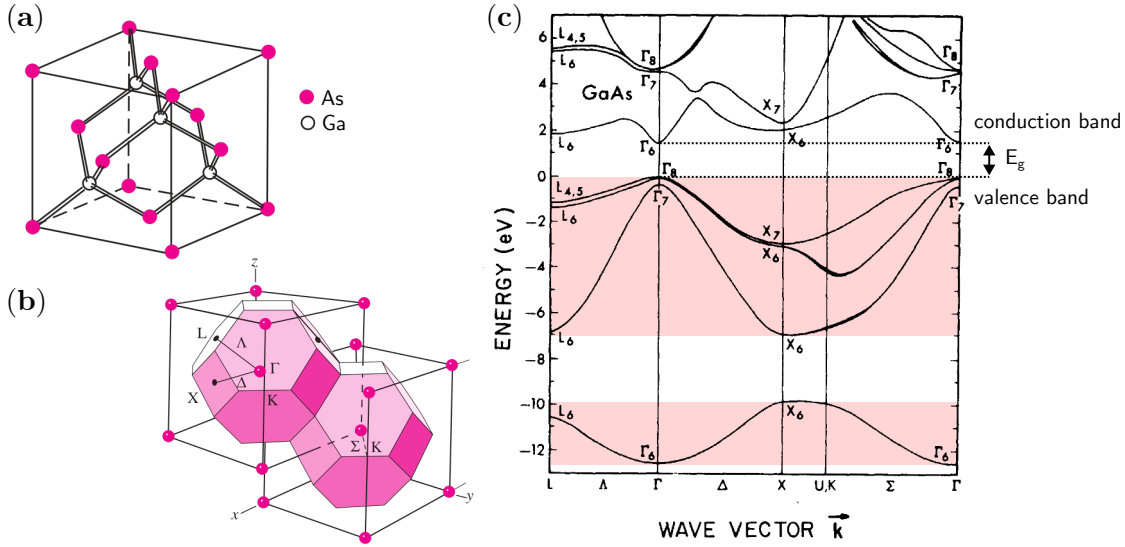 (a)
As
Ga
(b)
z
L
Λ
Γ
Δ
X
K
Σ
K
x
y
(c)
ENERGY (eV)
6
4
2
0
-2
-4
-6
-8
-10
-12
GaAs
L4,5
L6
Γ8
Γ7
X7
X6
Γ8
Γ7
L6
Γ6
Γ6
L4,5
L6
Γ8
Γ7
X7
X6
Γ8
Γ7
L6
X6
L6
Γ6
X6
Γ6
conduction band
Eg
valence band
L
Λ
Γ
Δ
X
U,K
Σ
Γ
WAVE VECTOR k